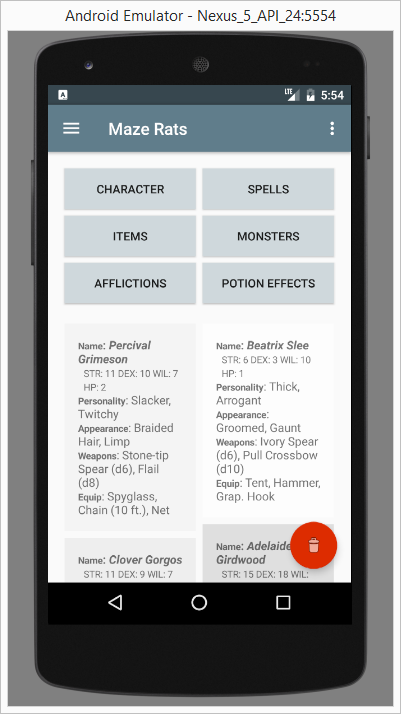 Android Emulator - Nexus_5_API_24:5554
A
LTE 5:54
Maze Rats
CHARACTER
SPELLS
ITEMS
MONSTERS
AFFLICTIONS
POTION EFFECTS
Name: Percival
Grimeson
STR: 11 DEX: 10 WIL: 7
HP: 2
Personality: Slacker,
Twitchy
Appearance: Braided
Hair, Limp
Weapons: Stone-tip
Spear (d6), Flail
(d8)
Equip: Spyglass,
Chain (10 ft.), Net
Name: Beatrix Slee
STR: 6 DEX: 3 WIL: 10
HP: 1
Personality: Thick,
Arrogant
Appearance:
Groomed, Gaunt
Weapons: Ivory Spear
(d6), Pull Crossbow
(d10)
Equip: Tent, Hammer,
Grap. Hook
Name: Clover Gorgos
STR: 11 DEX: 9 WIL: 7
Name: Adelaide
Girdwood
STR: 15 DEX: 18 WIL: